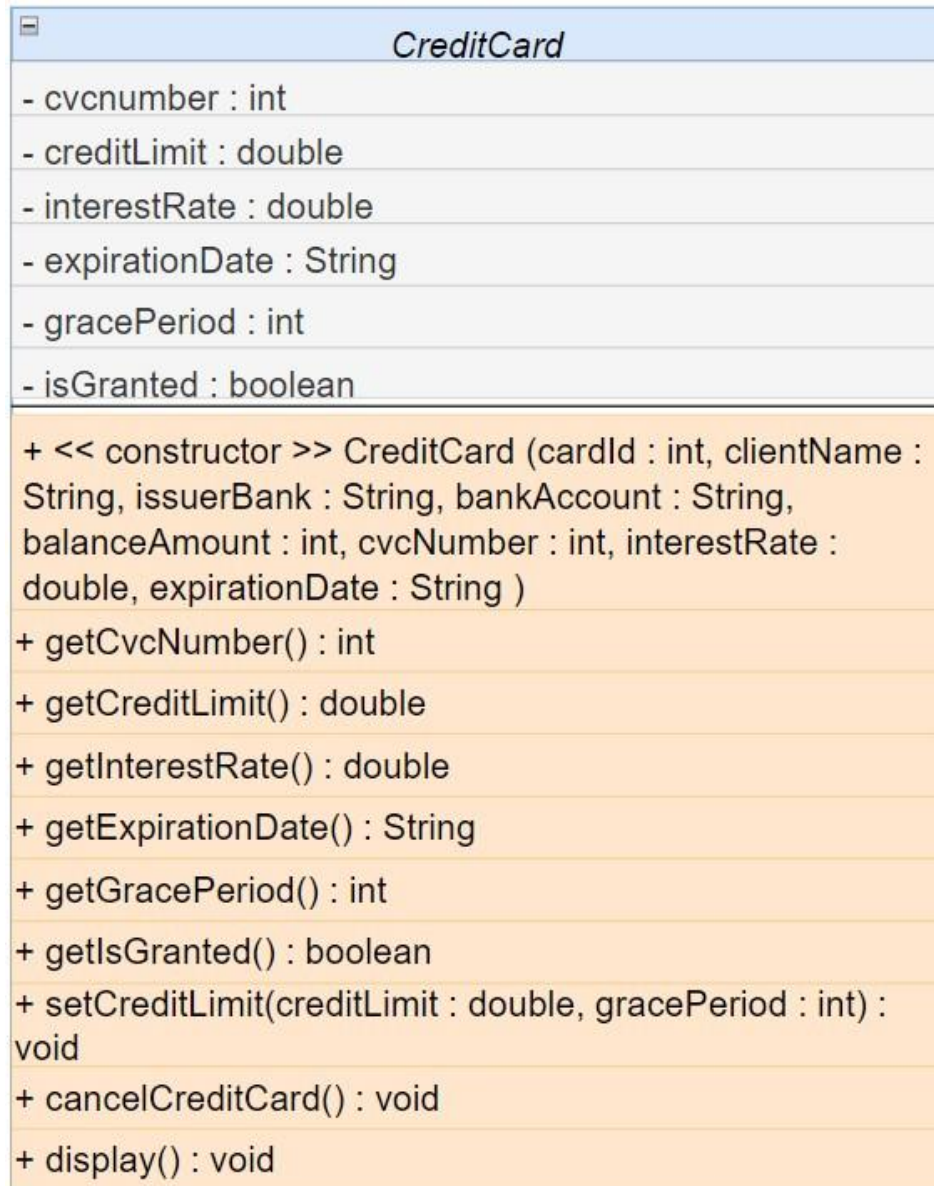 CreditCard
- cvcnumber : int
- creditLimit : double
- interestRate : double
- expirationDate : String
- gracePeriod : int
- isGranted : boolean
+ << constructor >> CreditCard (cardId : int, clientName :
String, issuerBank : String, bankAccount : String,
balanceAmount : int, cvcNumber : int, interestRate :
double, expirationDate : String )
+ getCvcNumber() : int
+ getCreditLimit() : double
+ getInterestRate() : double
+ getExpirationDate() : String
+ getGracePeriod() : int
+ getIsGranted() : boolean
+ setCreditLimit(creditLimit : double, gracePeriod : int) :
void
+ cancelCreditCard() : void
+ display() : void